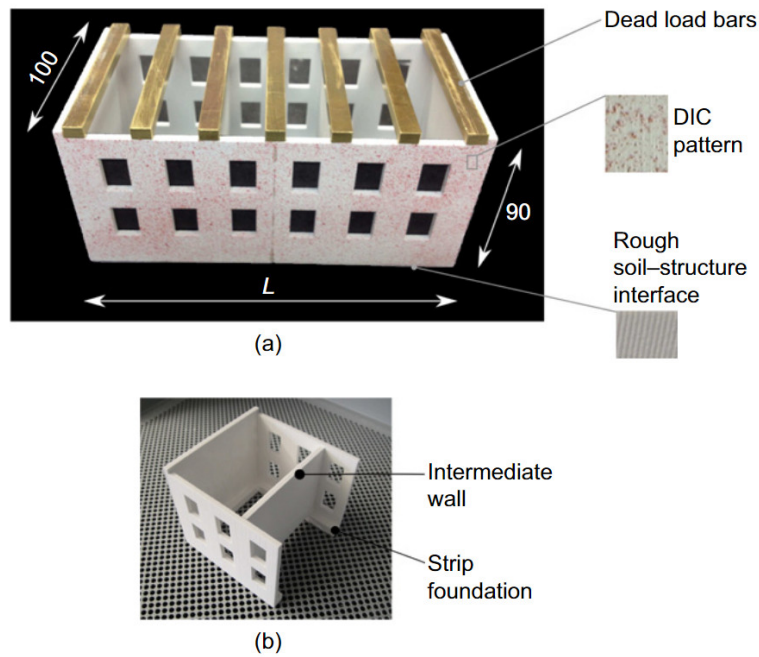 Dead load bars
100
DIC
pattern
90
Rough
soil–structure
interface
L
(a)
Intermediate
wall
Strip
foundation
(b)